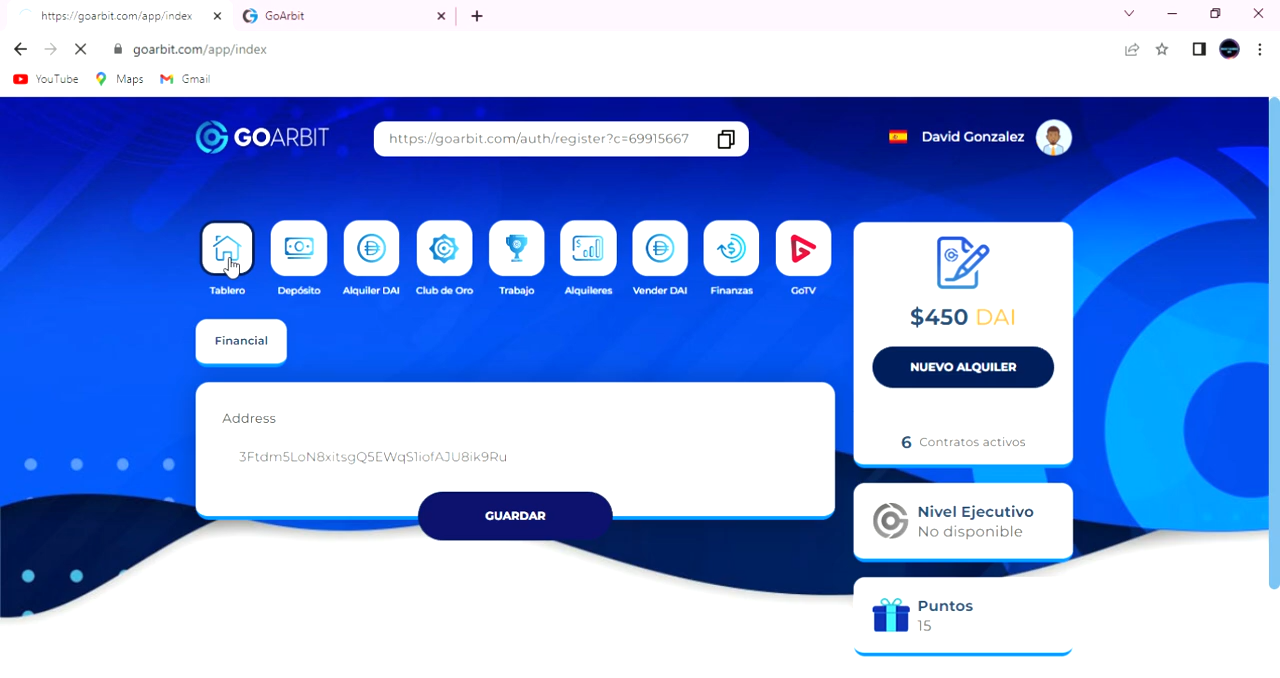 https://goarbit.com/app/index
GoArbit
goarbit.com/app/index
YouTube
Maps
Gmail
GOARBIT
https://goarbit.com/auth/register?c=69915667
David Gonzalez
Tablero
Depósito
Alquiler DAI
Club de Oro
Trabajo
Alquileres
Vender DAI
Finanzas
GoTV
$450 DAI
NUEVO ALQUILER
6 Contratos activos
Financial
Address
3Ftdm5LoN8xitsgQ5EWqS1iofAJU8ik9Ru
GUARDAR
Nivel Ejecutivo
No disponible
Puntos
15